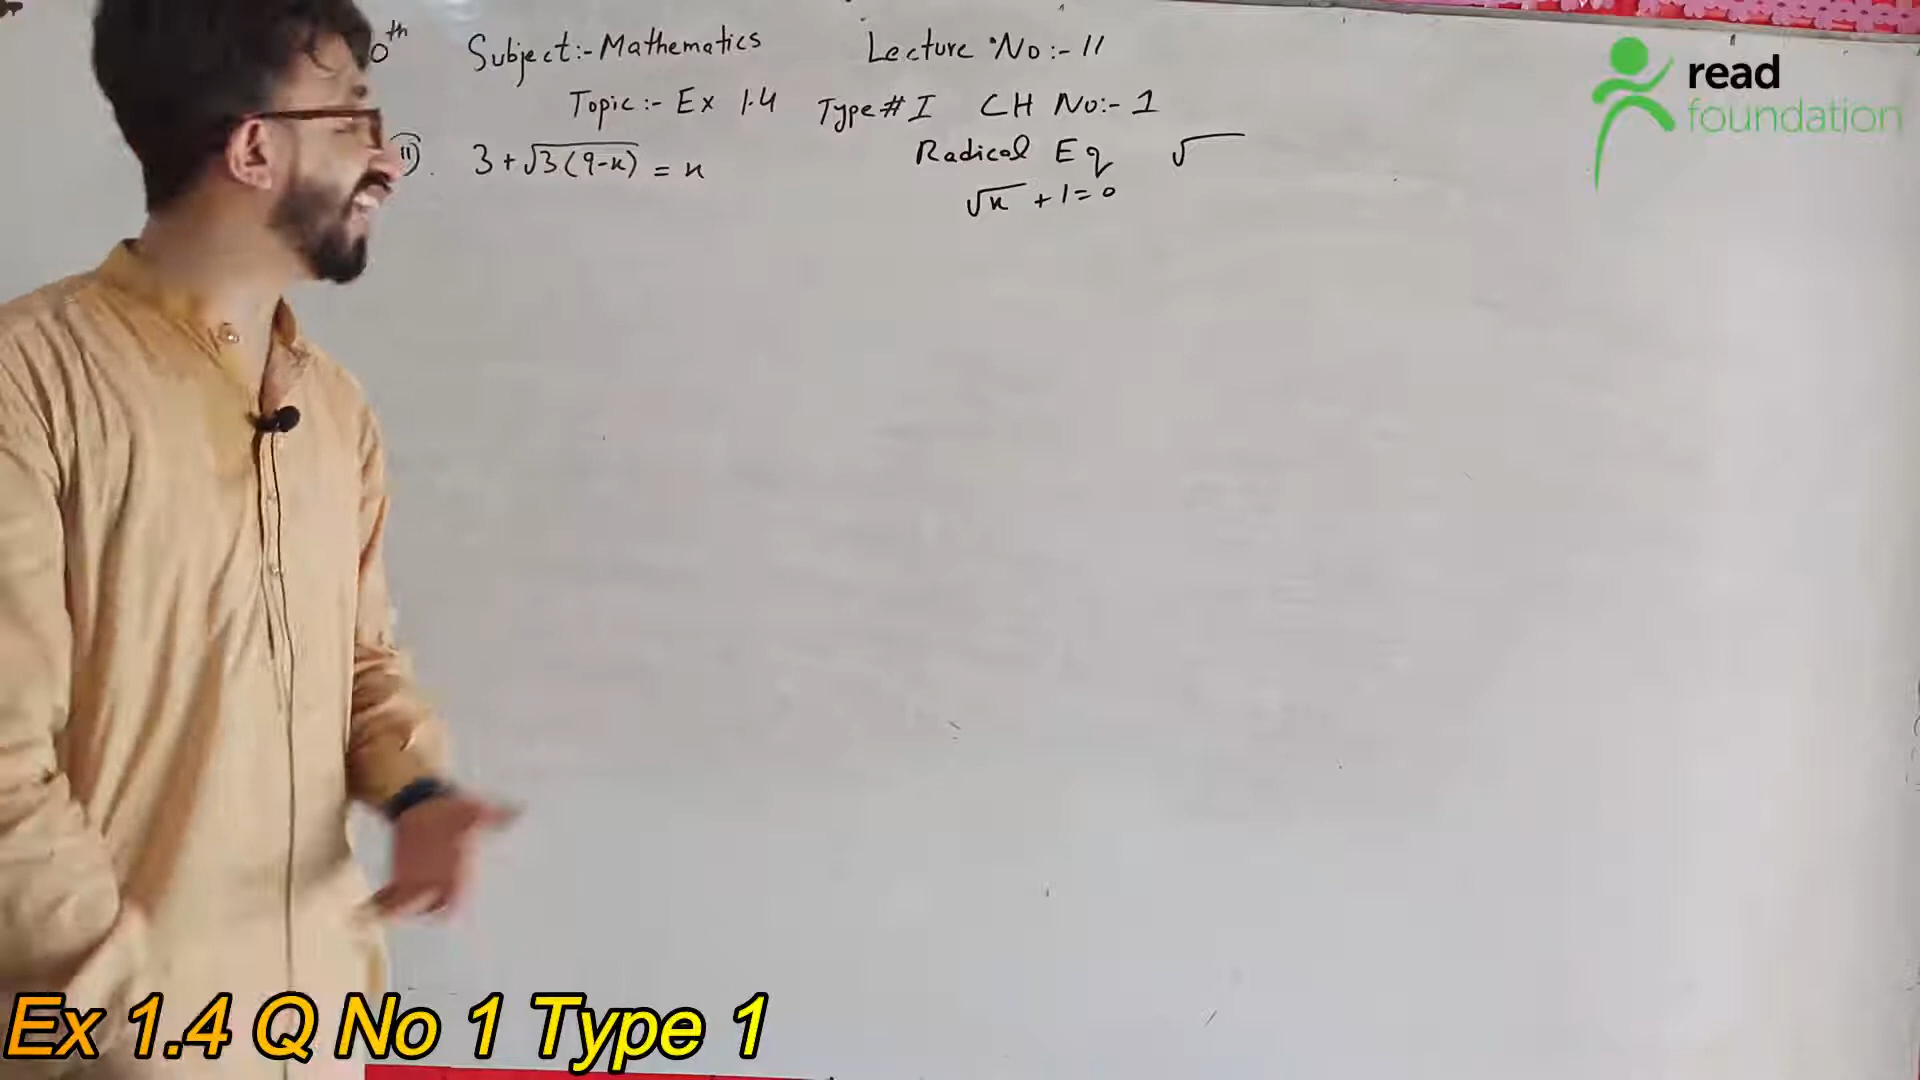 0th Subject:- Mathematics Lecture No:- 11
Topic:- Ex 1.4 Type # I CH No:- 1
(ii). 3+√3(9-x) = x Radical Eq √
√x +1=0
read
foundation
Ex 1.4 Q No 1 Type 1